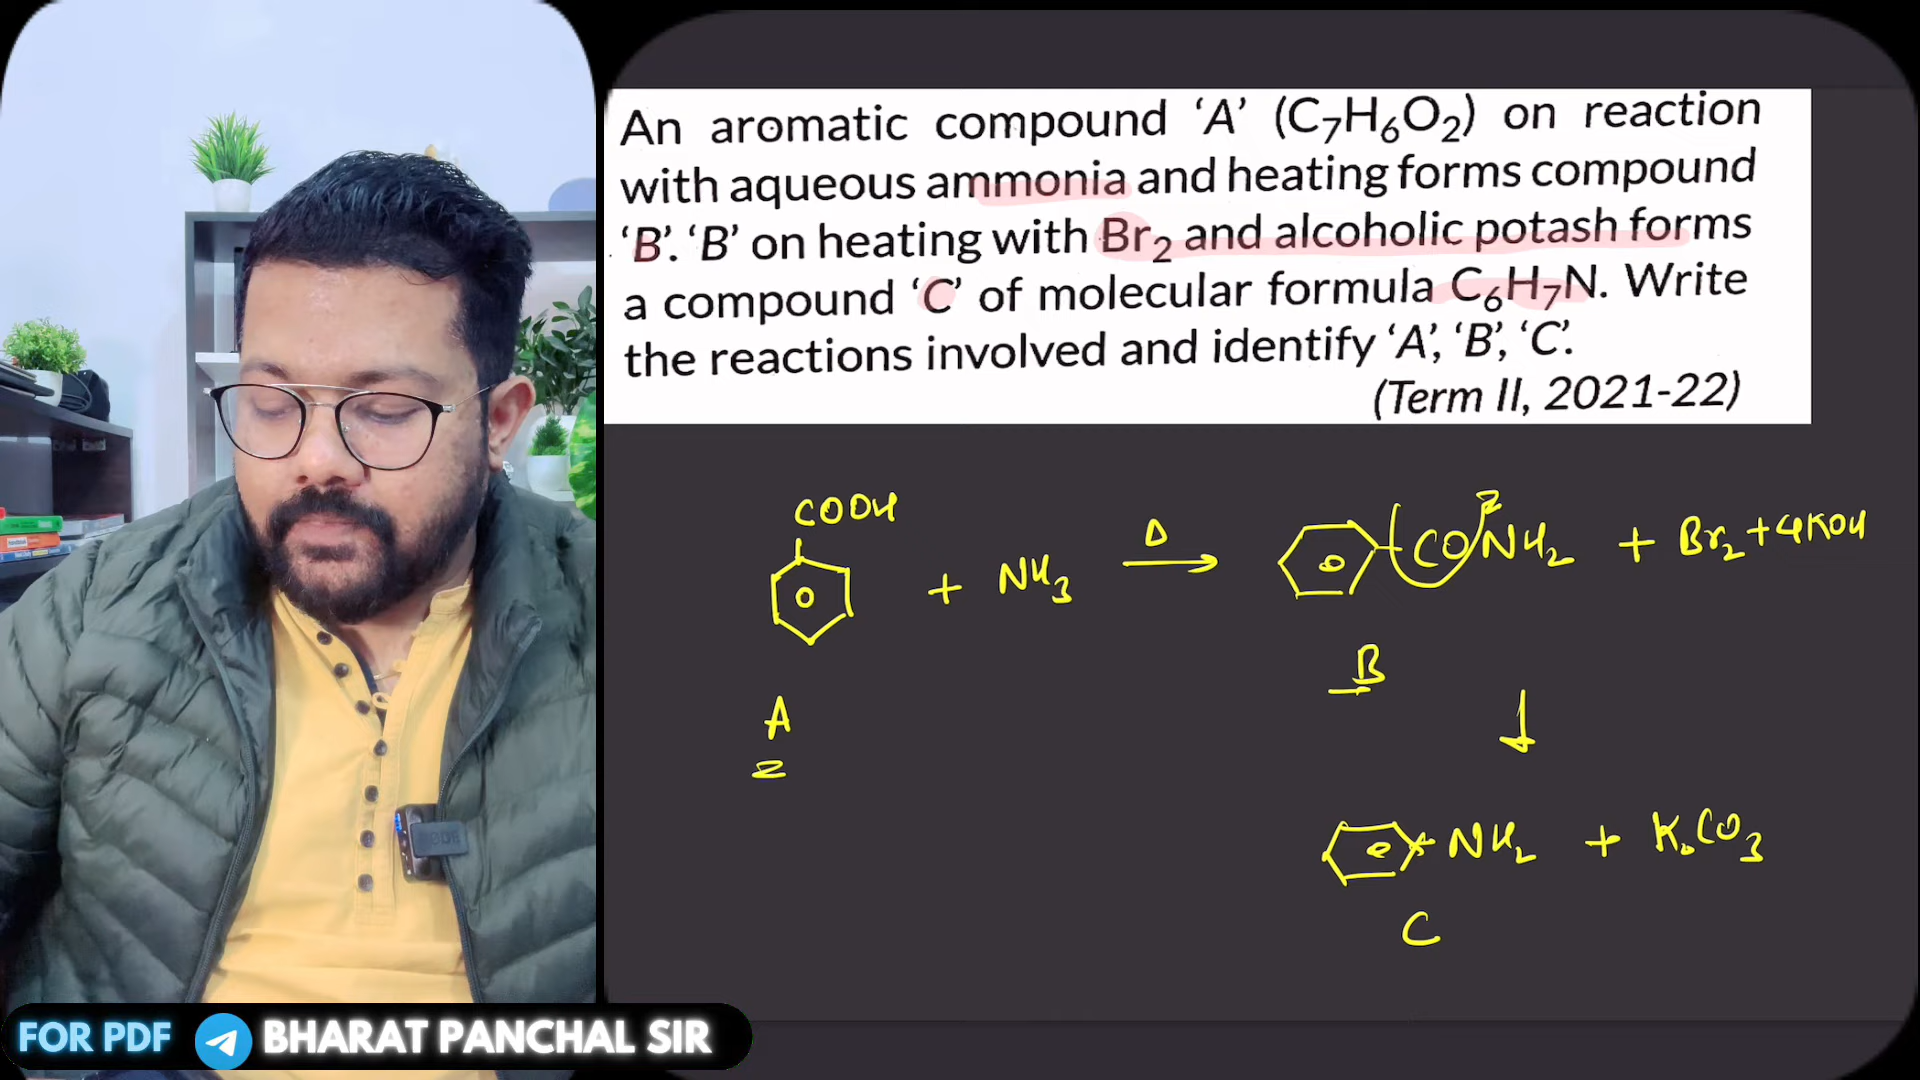 An aromatic compound ‘A’ (C₇H₆O₂) on reaction
with aqueous ammonia and heating forms compound
‘B’. ‘B’ on heating with Br₂ and alcoholic potash forms
a compound ‘C’ of molecular formula C₆H₇N. Write
the reactions involved and identify ‘A’, ‘B’, ‘C’.
(Term II, 2021-22)
COOH
+ NH₃ Δ → CONH₂ + Br₂ + 4KOH
B
A
NH₂ + K₂CO₃
C
FOR PDF BHARAT PANCHAL SIR